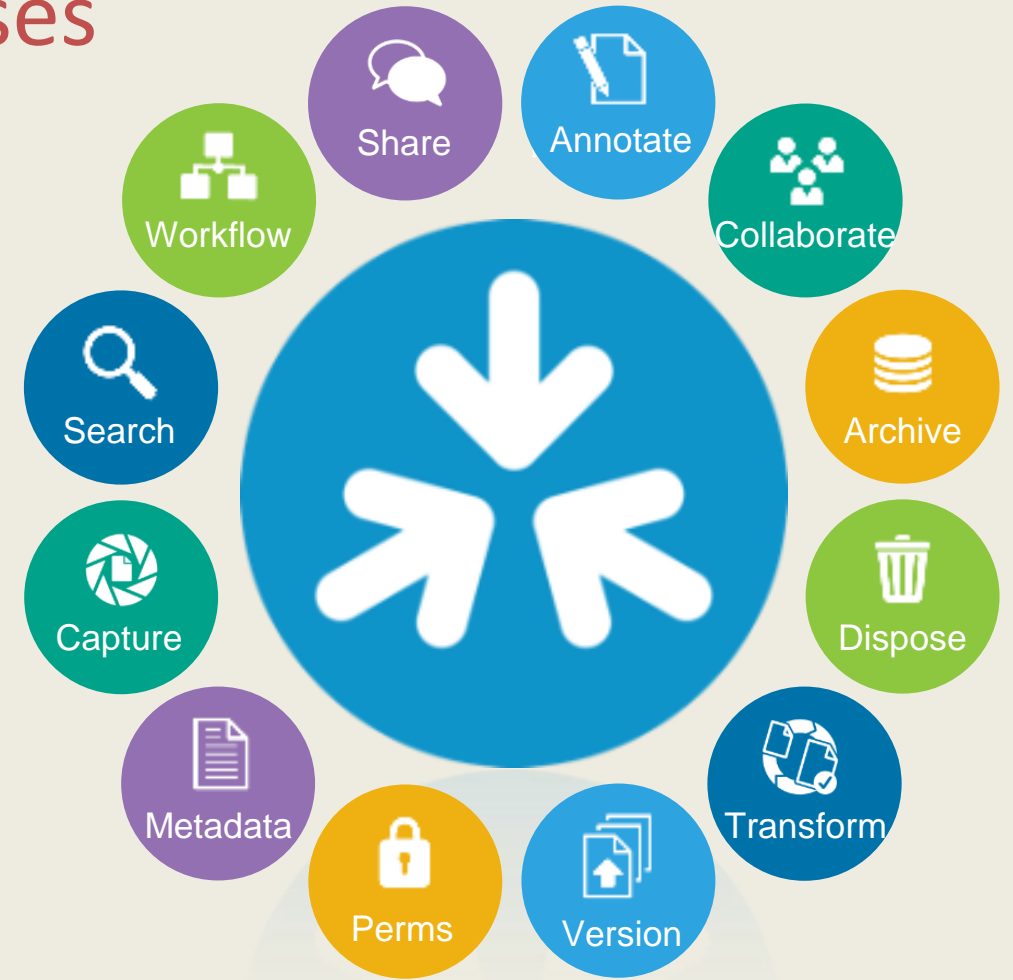 ses
Share
Annotate
Workflow
Collaborate
Search
Archive
Capture
Dispose
Metadata
Transform
Perms
Version